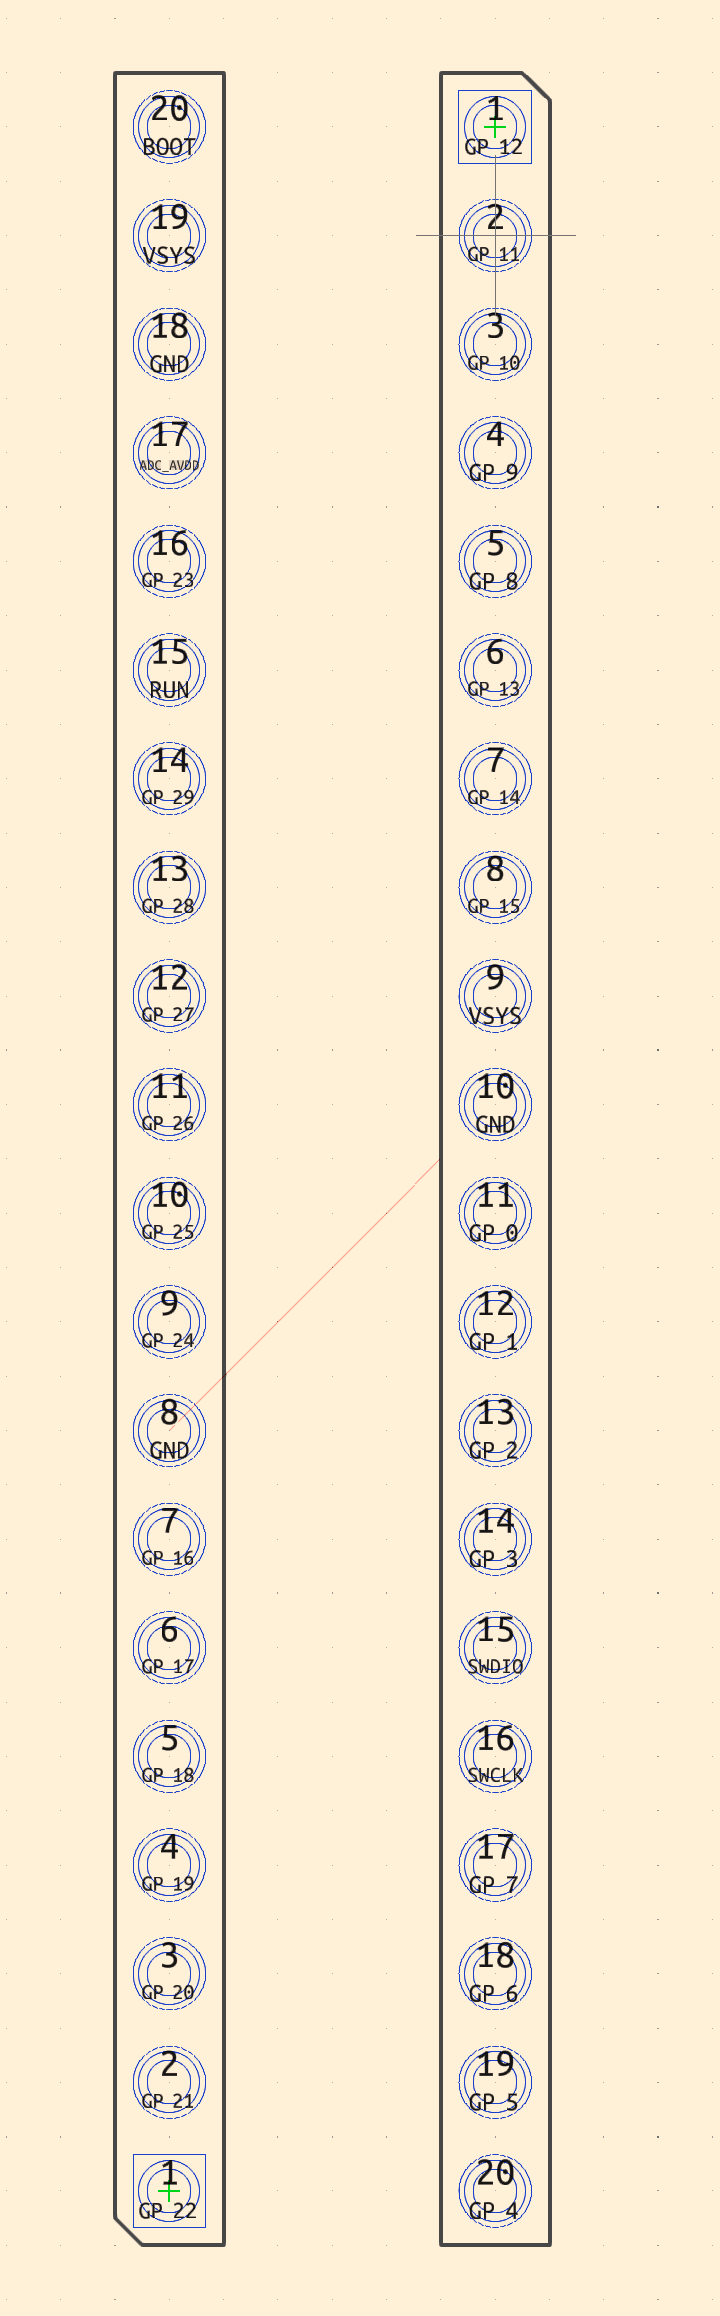 20
BOOT
19
VSYS
18
GND
17
ADC_AVDD
16
GP 23
15
RUN
14
GP 29
13
GP 28
12
GP 27
11
GP 26
10
GP 25
9
GP 24
8
GND
7
GP 16
6
GP 17
5
GP 18
4
GP 19
3
GP 20
2
GP 21
1
GP 22
1
GP 12
2
GP 11
3
GP 10
4
GP 9
5
GP 8
6
GP 13
7
GP 14
8
GP 15
9
VSYS
10
GND
11
GP 0
12
GP 1
13
GP 2
14
GP 3
15
SWDIO
16
SWCLK
17
GP 7
18
GP 6
19
GP 5
20
GP 4